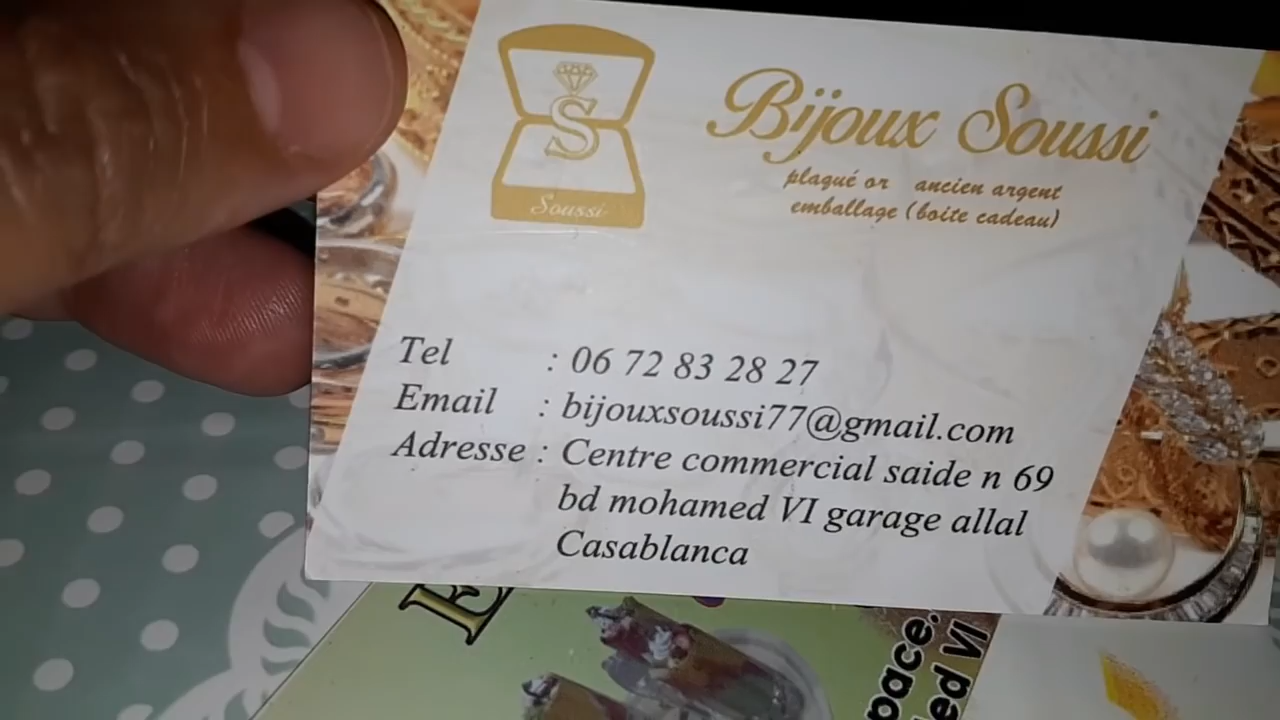 S
Soussi
Bijoux Soussi
plaqué or ancien argent
emballage (boite cadeau)
Tel : 06 72 83 28 27
Email : bijouxsoussi77@gmail.com
Adresse : Centre commercial saide n 69
bd mohamed VI garage allal
Casablanca